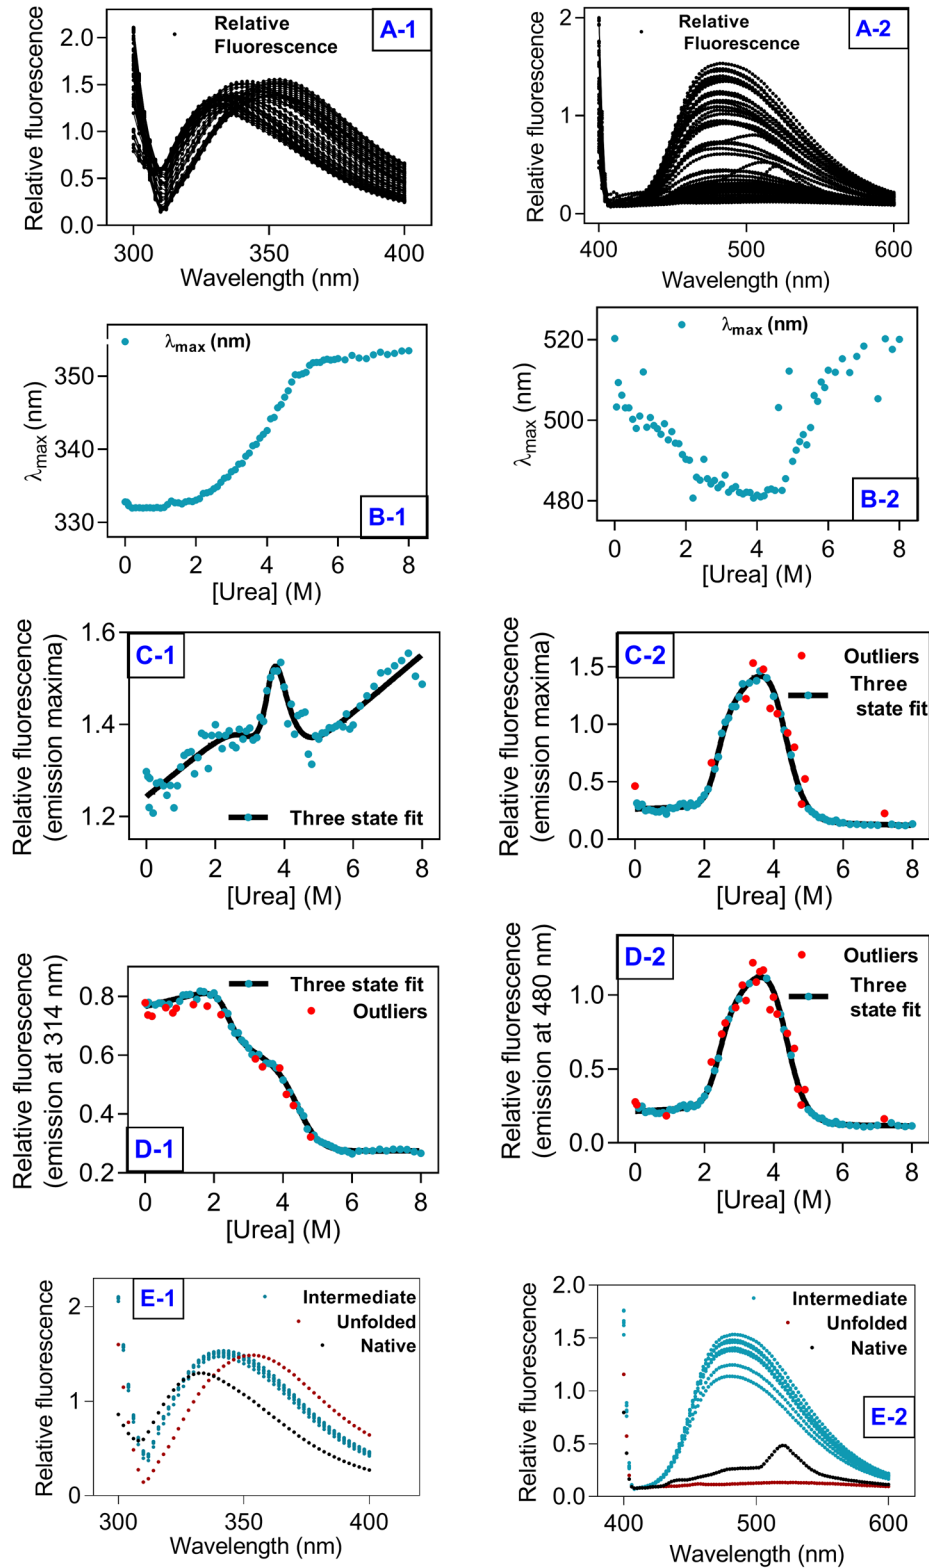 Relative fluorescence
2.0
1.5
1.0
0.5
0.0
Relative
Fluorescence
A-1
300
350
400
Wavelength (nm)
Relative fluorescence
2
1
0
Relative
Fluorescence
A-2
400
500
600
Wavelength (nm)
λmax (nm)
350
340
330
λmax (nm)
B-1
0
2
4
6
8
[Urea] (M)
λmax (nm)
520
500
480
λmax (nm)
B-2
0
2
4
6
8
[Urea] (M)
Relative fluorescence
(emission maxima)
1.6
1.4
1.2
C-1
Three state fit
0
2
4
6
8
[Urea] (M)
Relative fluorescence
(emission maxima)
1.5
1.0
0.5
0.0
C-2
Outliers
Three
state fit
0
2
4
6
8
[Urea] (M)
Relative fluorescence
(emission at 314 nm)
0.8
0.6
0.4
0.2
Three state fit
Outliers
D-1
0
2
4
6
8
[Urea] (M)
Relative fluorescence
(emission at 480 nm)
1.0
0.5
0.0
D-2
Outliers
Three
state fit
0
2
4
6
8
[Urea] (M)
Relative fluorescence
2
1
0
E-1
Intermediate
Unfolded
Native
300
350
400
Wavelength (nm)
Relative fluorescence
2.0
1.5
1.0
0.5
0.0
Intermediate
Unfolded
Native
E-2
400
500
600
Wavelength (nm)